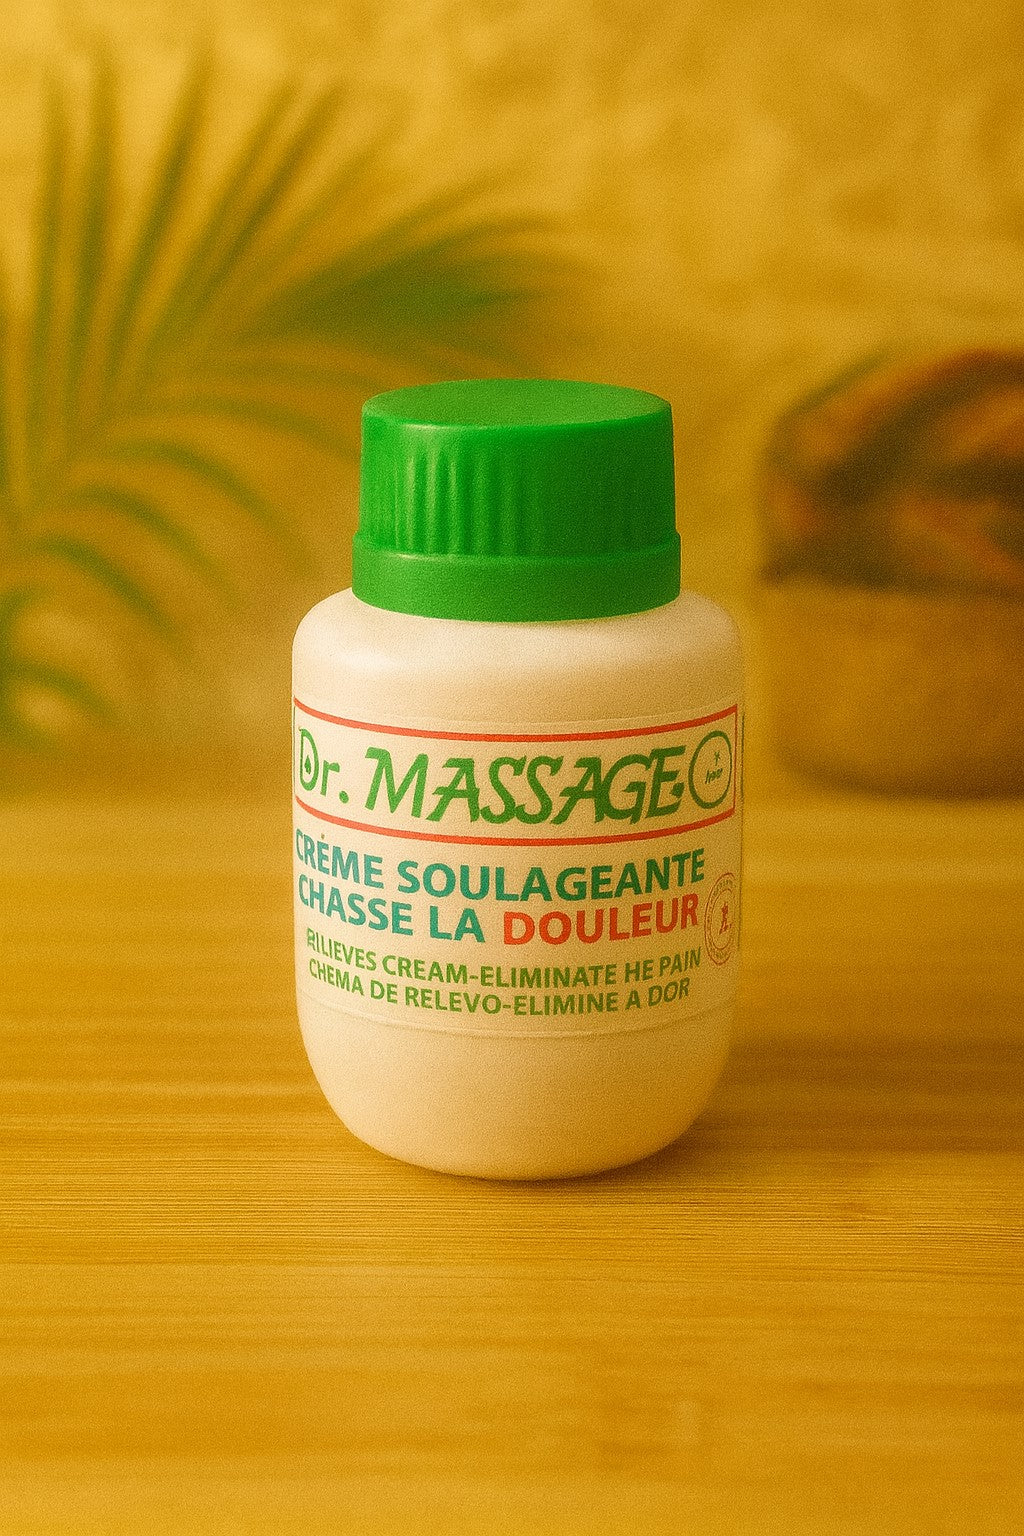 Dr. MASSAGE
CRÉME SOULAGEANTE
CHASSE LA DOULEUR
RILIEVES CREAM-ELIMINATE HE PAIN
CHEMA DE RELEVO-ELIMINE A DOR